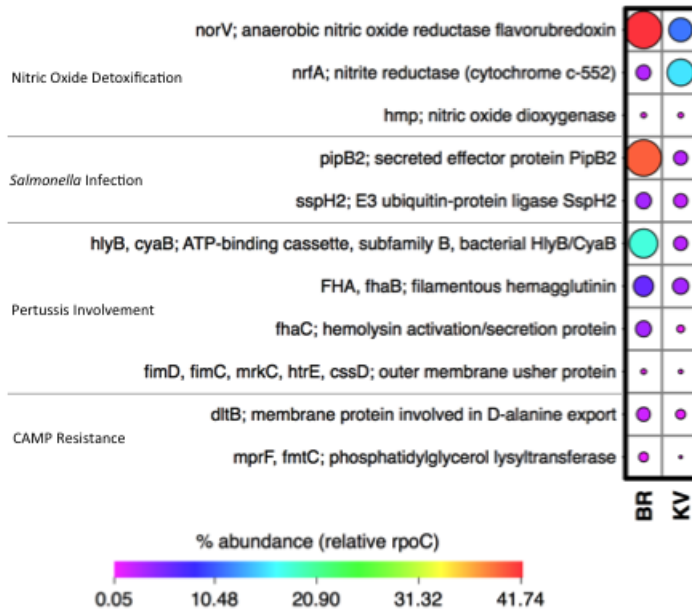 norV; anaerobic nitric oxide reductase flavorubredoxin
Nitric Oxide Detoxification
nrfA; nitrite reductase (cytochrome c-552)
hmp; nitric oxide dioxygenase
pipB2; secreted effector protein PipB2
Salmonella Infection
sspH2; E3 ubiquitin-protein ligase SspH2
hlyB, cyaB; ATP-binding cassette, subfamily B, bacterial HlyB/CyaB
FHA, fhaB; filamentous hemagglutinin
Pertussis Involvement
fhaC; hemolysin activation/secretion protein
fimD, fimC, mrkC, htrE, cssD; outer membrane usher protein
dltB; membrane protein involved in D-alanine export
CAMP Resistance
mprF, fmtC; phosphatidylglycerol lysyltransferase
BR KV
% abundance (relative rpoC)
0.05 10.48 20.90 31.32 41.74